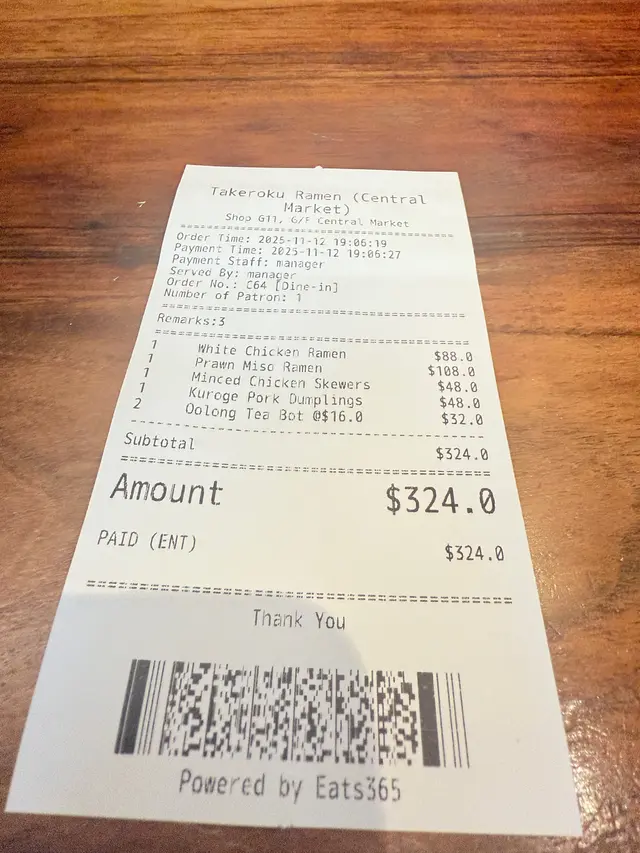 Takeroku Ramen (Central
Market)
Shop G11, G/F Central Market
Order Time: 2025-11-12 19:06:19
Payment Time: 2025-11-12 19:06:27
Payment Staff: manager
Served By: manager
Order No.: C64 [Dine-in]
Number of Patron: 1
Remarks:3
1 White Chicken Ramen $88.0
1 Prawn Miso Ramen $108.0
1 Minced Chicken Skewers $48.0
1 Kuroge Pork Dumplings $48.0
2 Oolong Tea Bot @$16.0 $32.0
Subtotal $324.0
Amount $324.0
PAID (ENT) $324.0
Thank You
Powered by Eats365